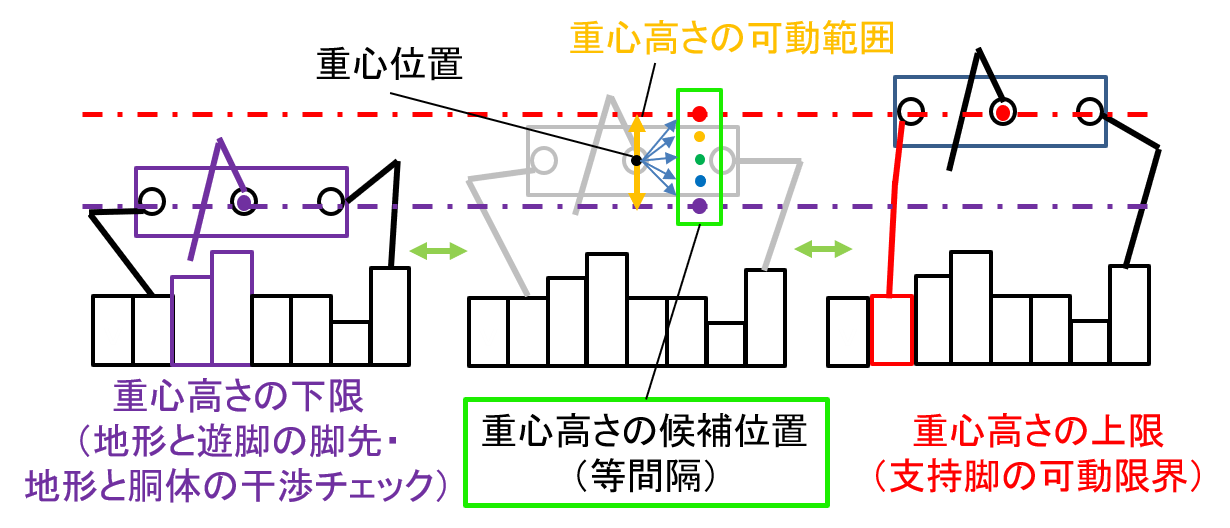 重心高さの可動範囲
重心位置
重心高さの下限
（地形と遊脚の脚先・
地形と胴体の干渉チェック）
重心高さの候補位置
（等間隔）
重心高さの上限
（支持脚の可動限界）